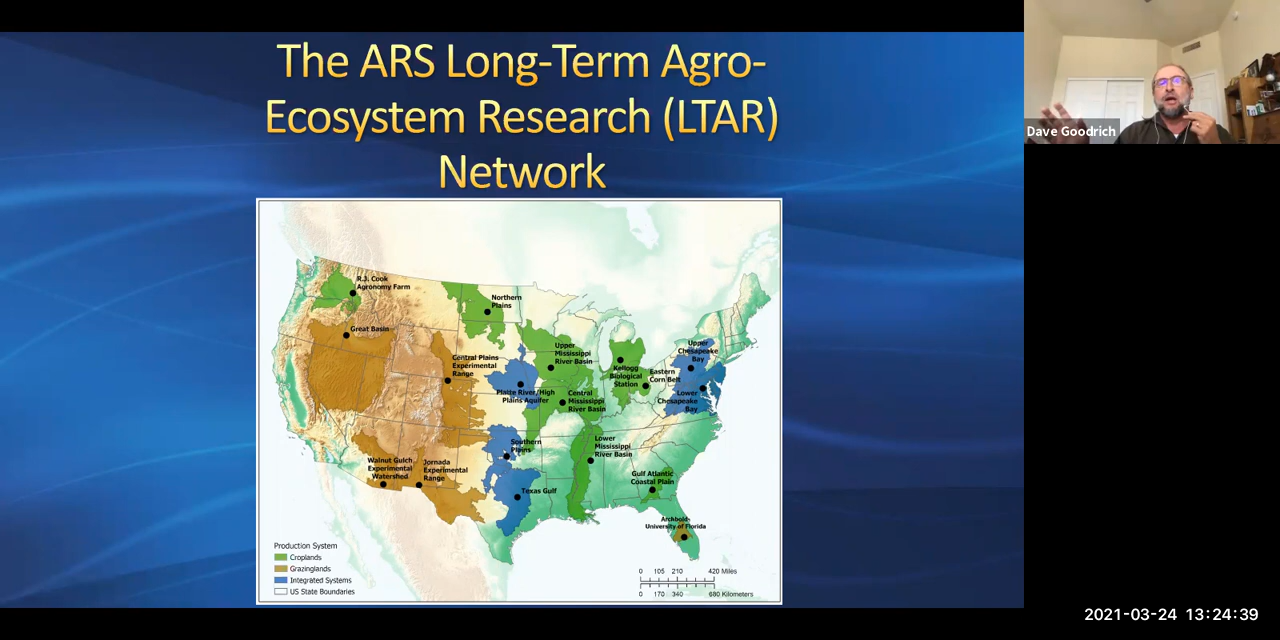 The ARS Long-Term Agro-
Ecosystem Research (LTAR)
Network
Dave Goodrich
R.J. Cook
Agronomy Farm
Northern
Plains
Great Basin
Upper
Mississippi
River Basin
Central Plains
Experimental
Range
Kellogg
Biological
Station
Eastern
Corn Belt
Upper
Chesapeake
Bay
Lower
Chesapeake
Bay
Platte River/High
Plains Aquifer
Central
Mississippi
River Basin
Southern
Plains
Lower
Mississippi
River Basin
Walnut Gulch
Experimental
Watershed
Jornada
Experimental
Range
Texas Gulf
Gulf Atlantic
Coastal Plain
Archbold-
University of Florida
Production System
Croplands
Grazinglands
Integrated Systems
US State Boundaries
0 105 210 420 Miles
0 170 340 680 Kilometers
2021-03-24 13:24:39